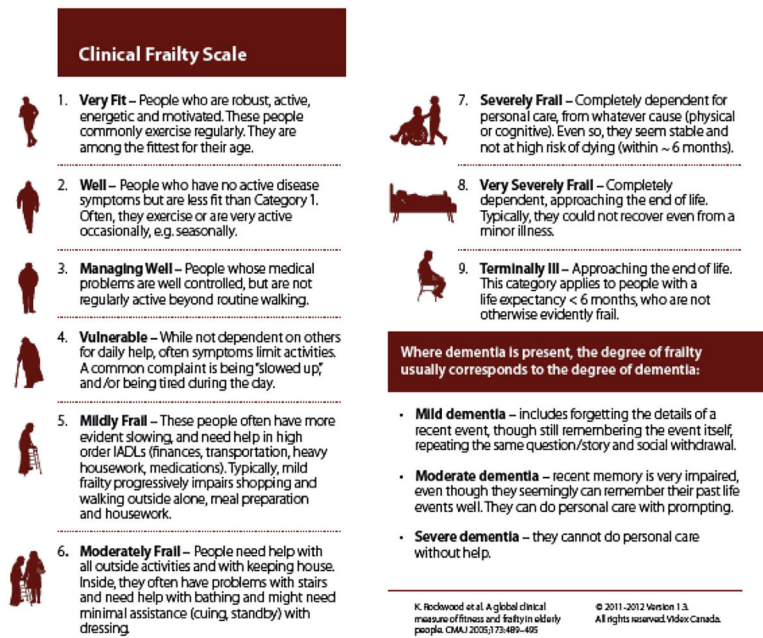 Clinical Frailty Scale
1. Very Fit – People who are robust, active,
energetic and motivated. These people
commonly exercise regularly. They are
among the fittest for their age.
2. Well – People who have no active disease
symptoms but are less fit than Category 1.
Often, they exercise or are very active
occasionally, e.g. seasonally.
3. Managing Well – People whose medical
problems are well controlled, but are not
regularly active beyond routine walking.
4. Vulnerable – While not dependent on others
for daily help, often symptoms limit activities.
A common complaint is being “slowed up,”
and/or being tired during the day.
5. Mildly Frail – These people often have more
evident slowing, and need help in high
order IADLs (finances, transportation, heavy
housework, medications). Typically, mild
frailty progressively impairs shopping and
walking outside alone, meal preparation
and housework.
6. Moderately Frail – People need help with
all outside activities and with keeping house.
Inside, they often have problems with stairs
and need help with bathing and might need
minimal assistance (cuing, standby) with
dressing.
7. Severely Frail – Completely dependent for
personal care, from whatever cause (physical
or cognitive). Even so, they seem stable and
not at high risk of dying (within ~ 6 months).
8. Very Severely Frail – Completely
dependent, approaching the end of life.
Typically, they could not recover even from a
minor illness.
9. Terminally Ill – Approaching the end of life.
This category applies to people with a
life expectancy < 6 months, who are not
otherwise evidently frail.
Where dementia is present, the degree of frailty
usually corresponds to the degree of dementia:
• Mild dementia – includes forgetting the details of a
recent event, though still remembering the event itself,
repeating the same question/story and social withdrawal.
• Moderate dementia – recent memory is very impaired,
even though they seemingly can remember their past life
events well. They can do personal care with prompting.
• Severe dementia – they cannot do personal care
without help.
K. Rockwood et al. A global clinical
measure of fitness and frailty in elderly
people. CMAJ 2005;173:489–495
© 2011-2012 Version 1.3.
All rights reserved. Videx Canada.